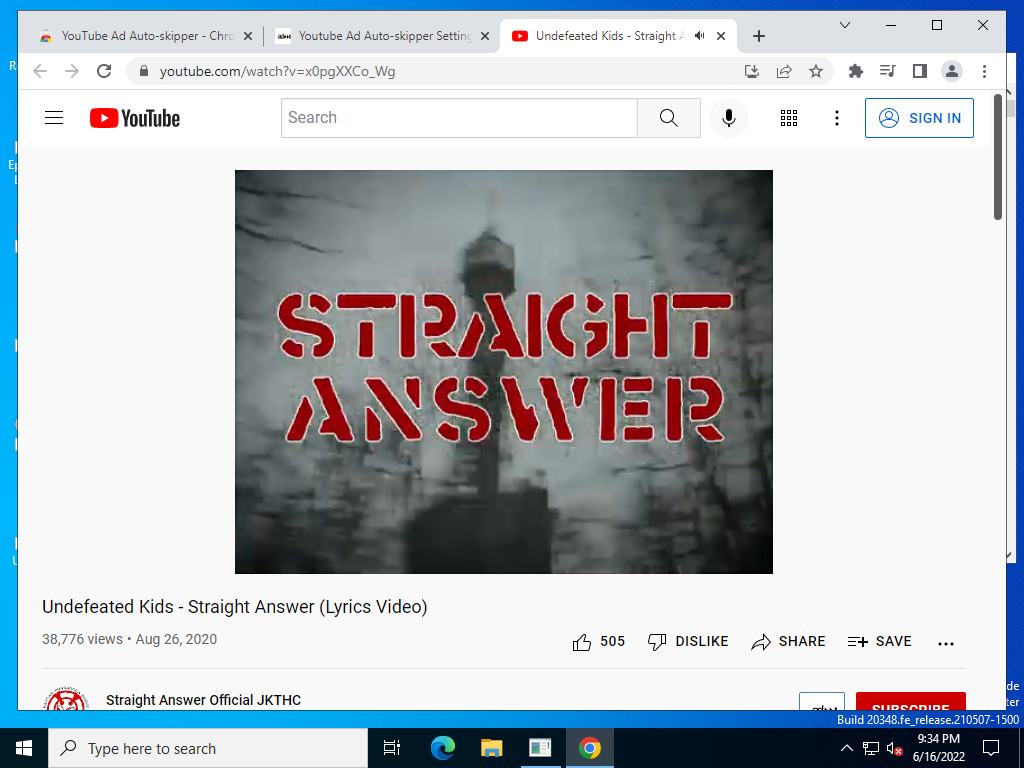 YouTube Ad Auto-skipper - Chro
Youtube Ad Auto-skipper Setting
Undefeated Kids - Straight A
youtube.com/watch?v=x0pgXXCo_Wg
YouTube
Search
SIGN IN
STRAIGHT
ANSWER
Undefeated Kids - Straight Answer (Lyrics Video)
38,776 views • Aug 26, 2020
505
DISLIKE
SHARE
SAVE
Straight Answer Official JKTHC
SUBSCRIBE
Build 20348.fe_release.210507-1500
Type here to search
9:34 PM
6/16/2022